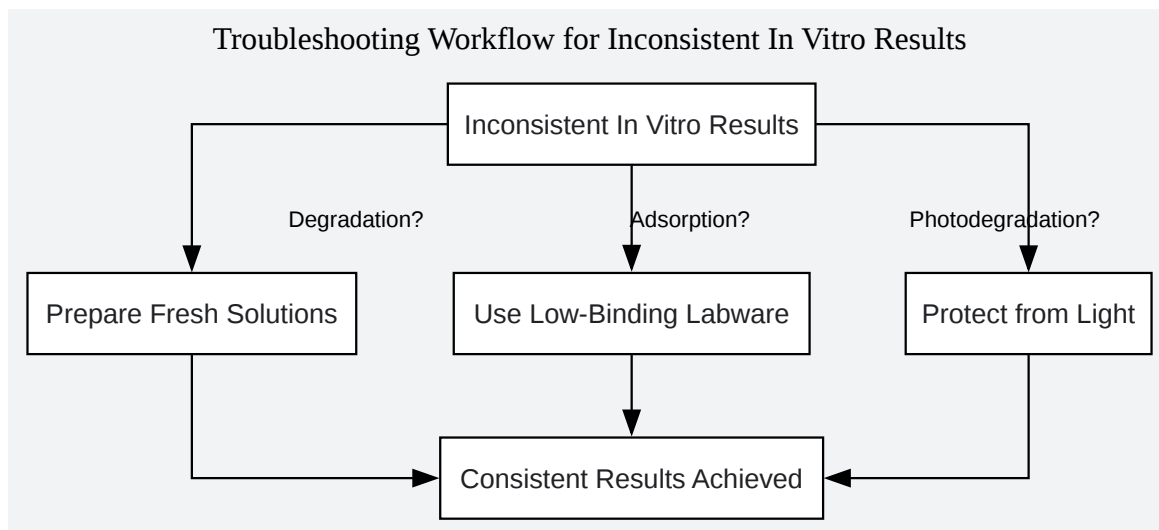 Troubleshooting Workflow for Inconsistent In Vitro Results
Inconsistent In Vitro Results
Degradation?
Adsorption?
Photodegradation?
Prepare Fresh Solutions
Use Low-Binding Labware
Protect from Light
Consistent Results Achieved